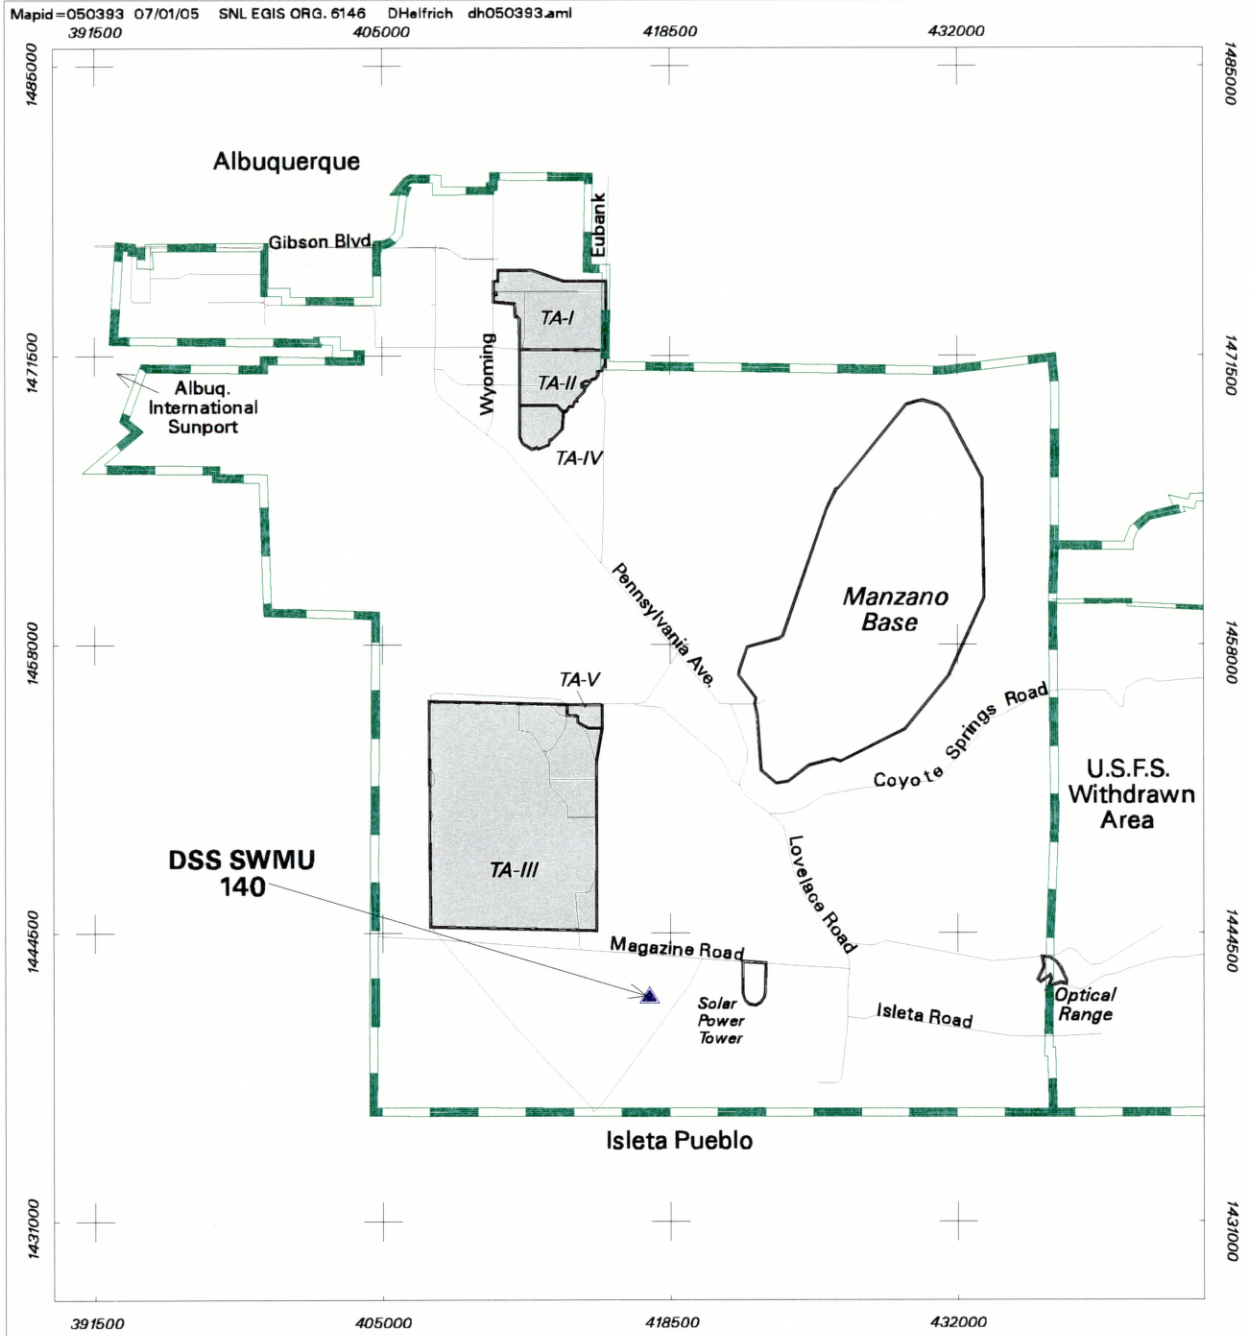 Mapid=050393 07/01/05 SNL EGIS ORG. 6146 DHelfrich dh050393.aml
391500 405000 418500 432000
1485000 1485000
Albuquerque
Eubank
Gibson Blvd
TA-I
Wyoming
1471500 1471500
TA-II
Albuq.
International
Sunport
TA-IV
Pennsylvania Ave.
Manzano
Base
1458000 1458000
TA-V
Coyote Springs Road
U.S.F.S.
Withdrawn
Area
DSS SWMU
140
TA-III
Lovelace Road
1444500 1444500
Magazine Road
Solar
Power
Tower
Isleta Road
Optical
Range
Isleta Pueblo
1431000 1431000
391500 405000 418500 432000